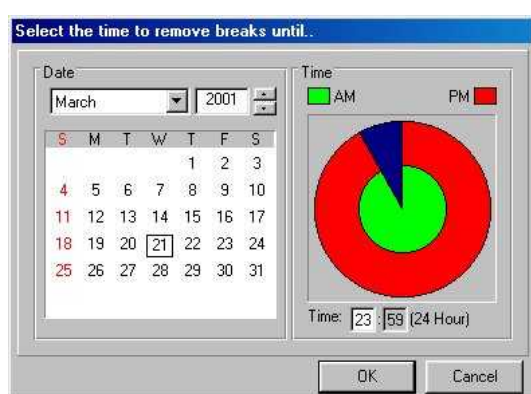 Select the time to remove breaks until..
Date
March 2001
S M T W T F S
1 2 3
4 5 6 7 8 9 10
11 12 13 14 15 16 17
18 19 20 21 22 23 24
25 26 27 28 29 30 31
Time
AM PM
Time: 23 : 59 (24 Hour)
OK Cancel